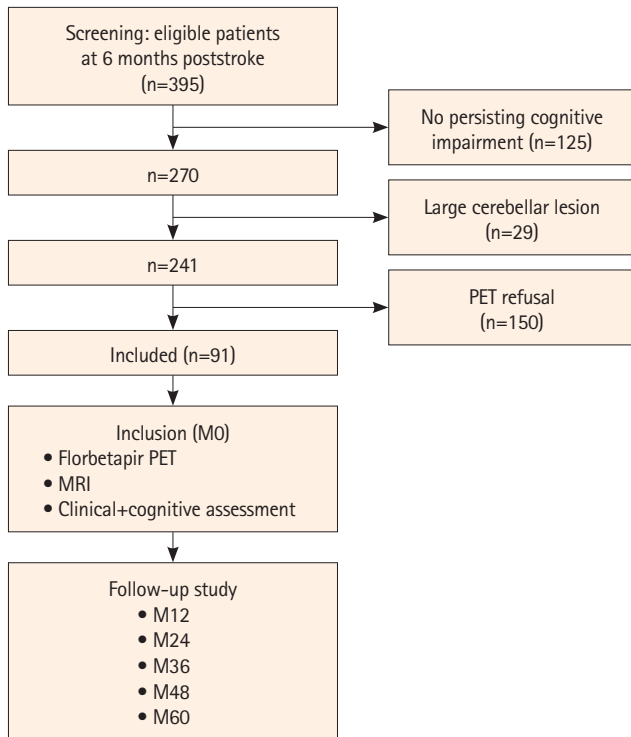 Screening: eligible patients
at 6 months poststroke
(n=395)
No persisting cognitive
impairment (n=125)
n=270
Large cerebellar lesion
(n=29)
n=241
PET refusal
(n=150)
Included (n=91)
Inclusion (M0)
• Florbetapir PET
• MRI
• Clinical+cognitive assessment
Follow-up study
• M12
• M24
• M36
• M48
• M60